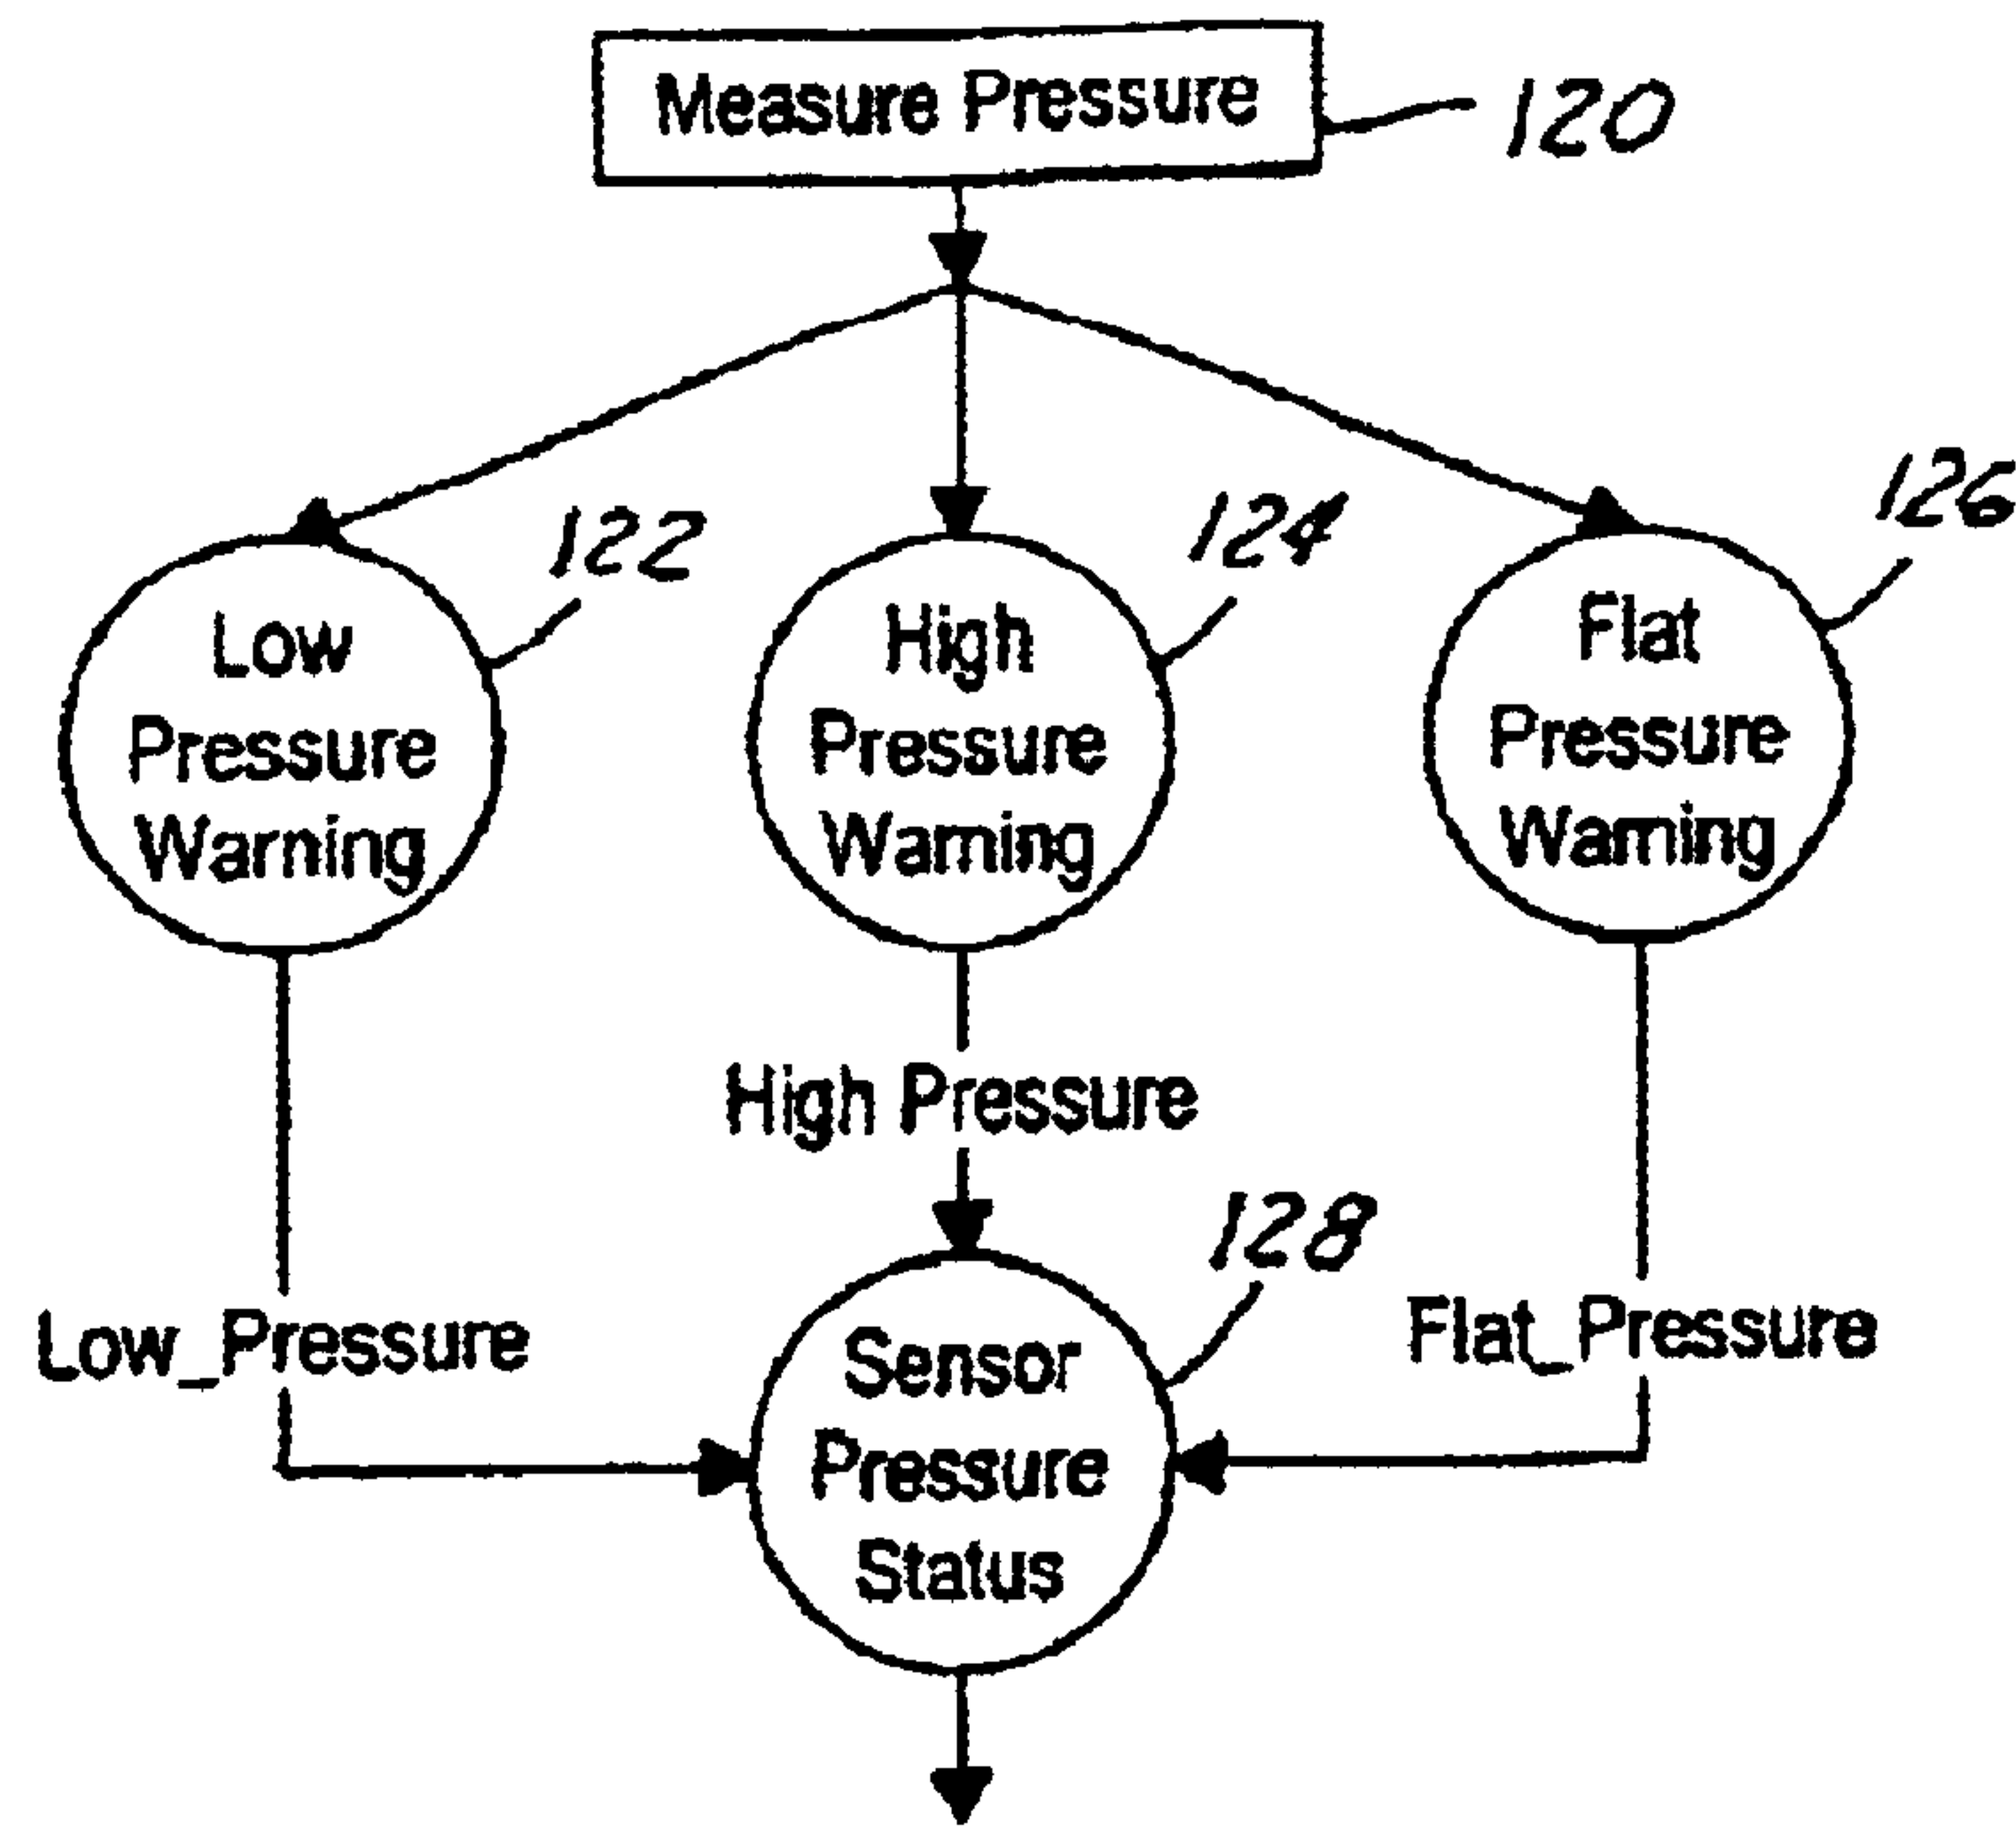 Measure Pressure
120
122
124
126
Low
Pressure
Warning
High
Pressure
Warning
Flat
Pressure
Warning
High Pressure
128
Low_Pressure
Flat_Pressure
Sensor
Pressure
Status